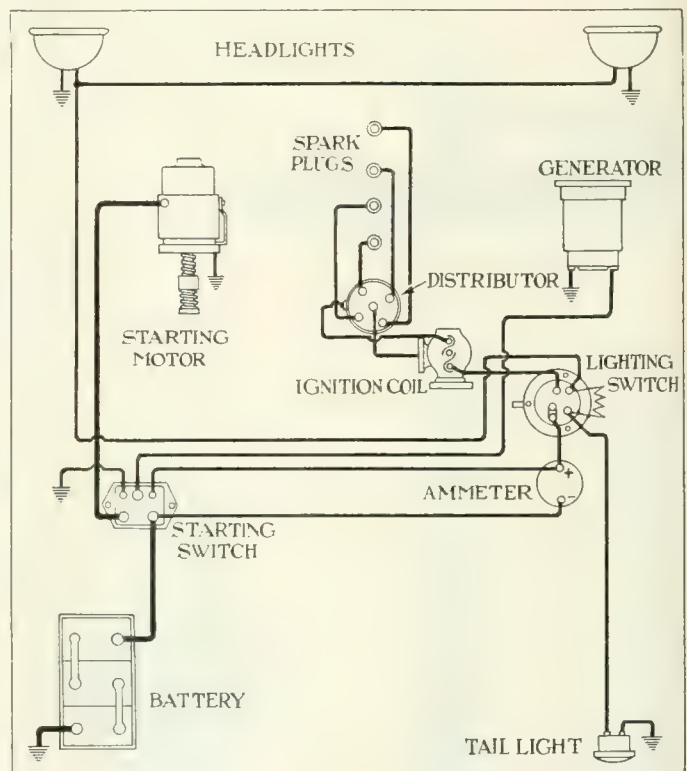 HEADLIGHTS
SPARK
PLUGS
GENERATOR
DISTRIBUTOR
STARTING
MOTOR
IGNITION COIL
LIGHTING
SWITCH
+
AMMETER
−
STARTING
SWITCH
BATTERY
TAIL LIGHT